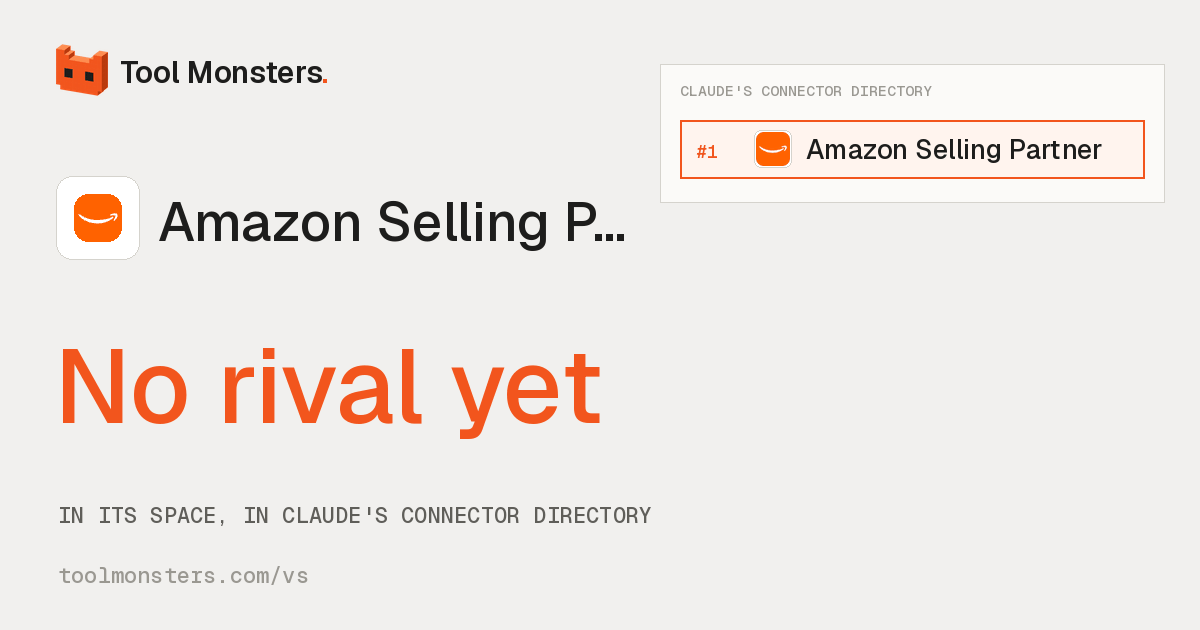 Tool Monsters.
CLAUDE'S CONNECTOR DIRECTORY
#1 Amazon Selling Partner
Amazon Selling P...
No rival yet
IN ITS SPACE, IN CLAUDE'S CONNECTOR DIRECTORY
toolmonsters.com/vs